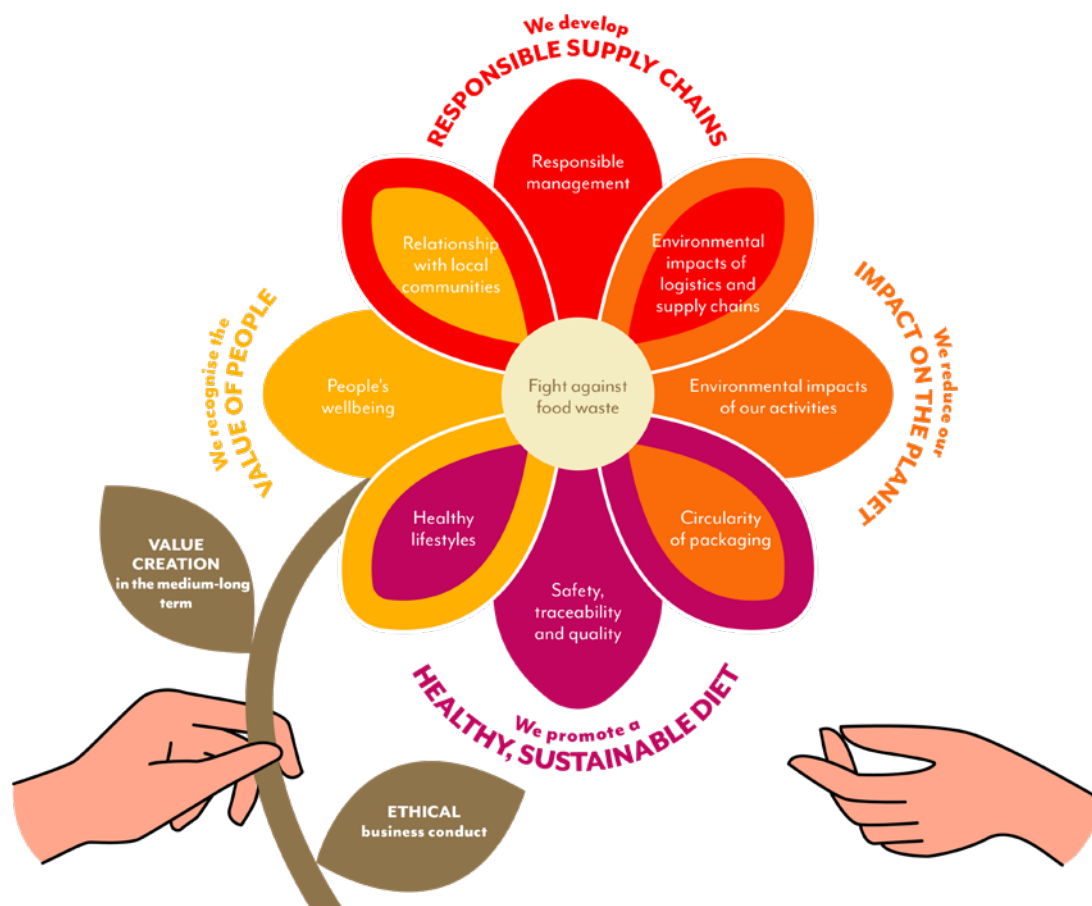 We develop
RESPONSIBLE SUPPLY CHAINS
Responsible
management
Relationship
with local
communities
Environmental
impacts of
logistics and
supply chains
We recognise the
VALUE OF PEOPLE
People's
wellbeing
Fight against
food waste
Environmental impacts
of our activities
We reduce our
IMPACT ON THE PLANET
Healthy
lifestyles
Circularity
of packaging
Safety,
traceability
and quality
We promote a
HEALTHY, SUSTAINABLE DIET
VALUE
CREATION
in the medium-long
term
ETHICAL
business conduct